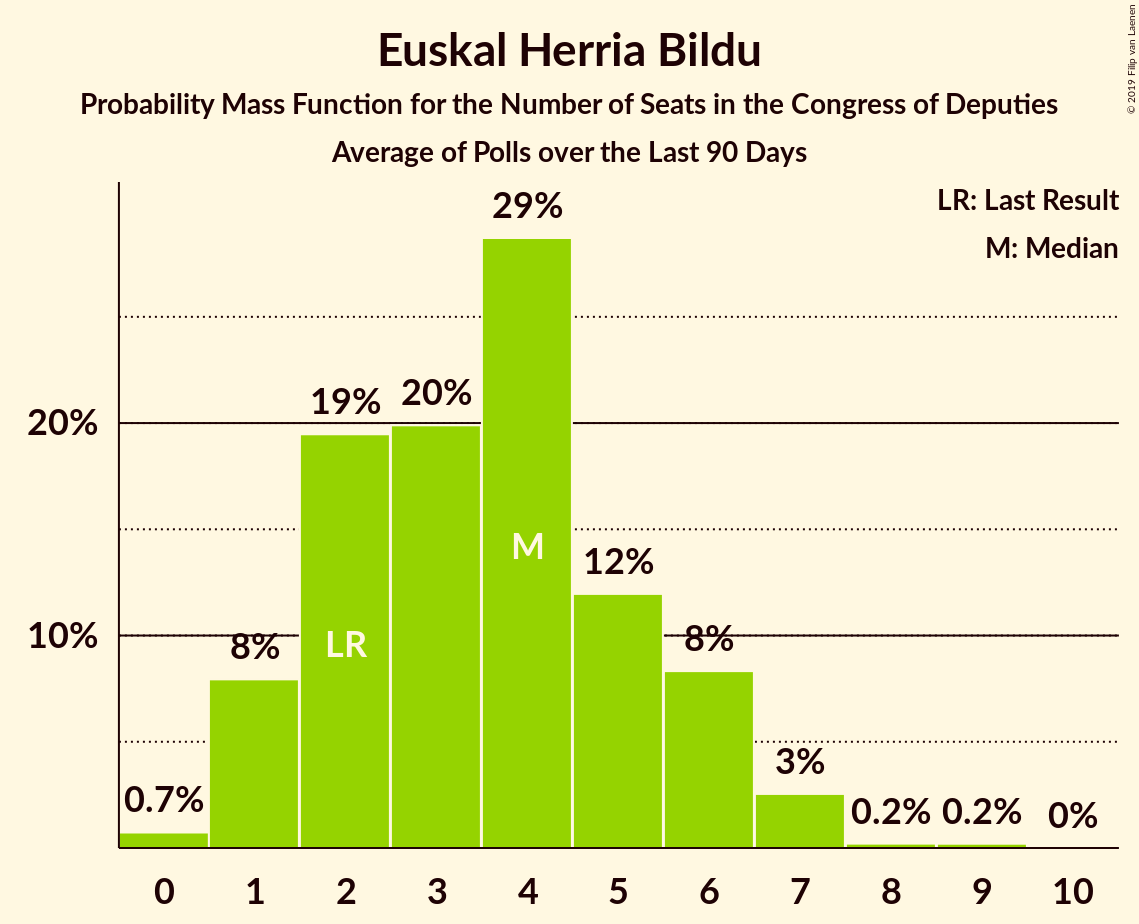 Euskal Herria Bildu
Probability Mass Function for the Number of Seats in the Congress of Deputies
Average of Polls over the Last 90 Days
© 2019 Filip van Laenen
LR: Last Result
M: Median
29%
20%
19%
20%
M
12%
10%
8%
LR
8%
3%
0.7%
0.2%
0.2%
0%
0 1 2 3 4 5 6 7 8 9 10